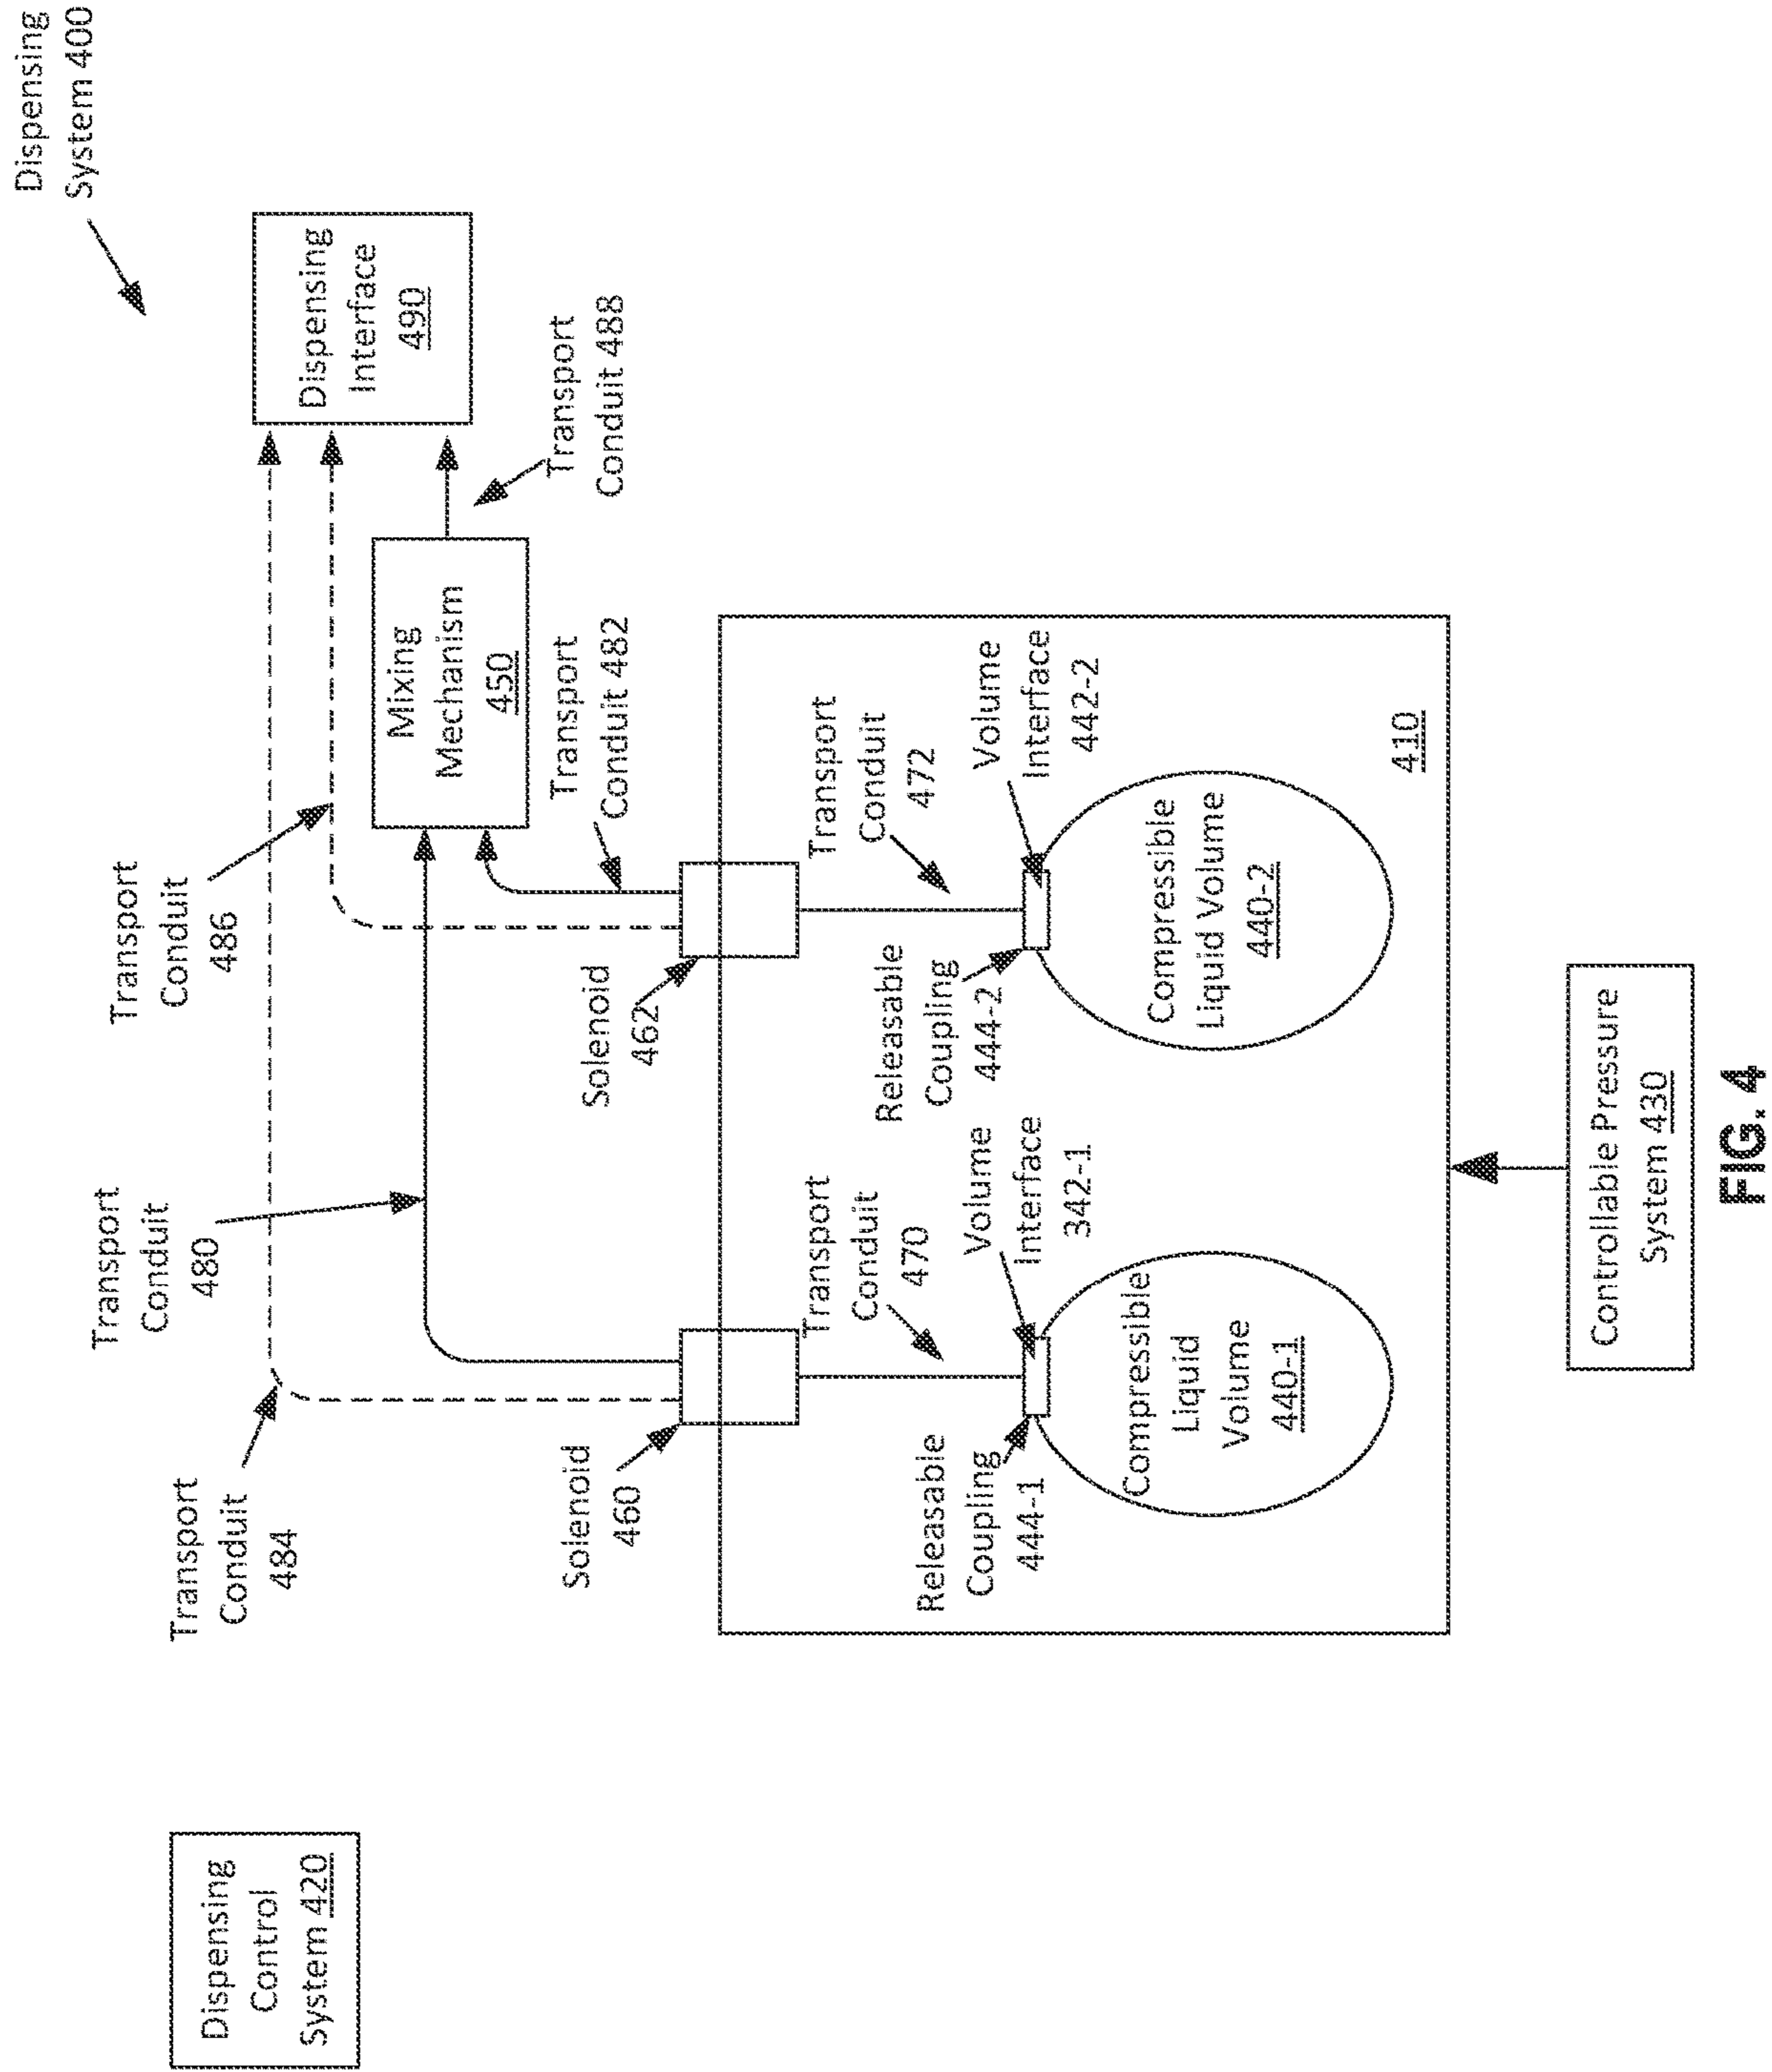 Dispensing
System 400
Dispensing
Control
System 420
Transport
Conduit
484
Transport
Conduit
480
Transport
Conduit
486
Dispensing
Interface
490
Mixing
Mechanism
450
Transport
Conduit 488
Transport
Conduit 482
Solenoid
460
Solenoid
462
Transport
Conduit
470
Transport
Conduit
472
Releasable
Coupling
444-1
Volume
Interface
342-1
Releasable
Coupling
444-2
Volume
Interface
442-2
Compressible
Liquid
Volume
440-1
Compressible
Liquid Volume
440-2
410
Controllable Pressure
System 430
FIG. 4